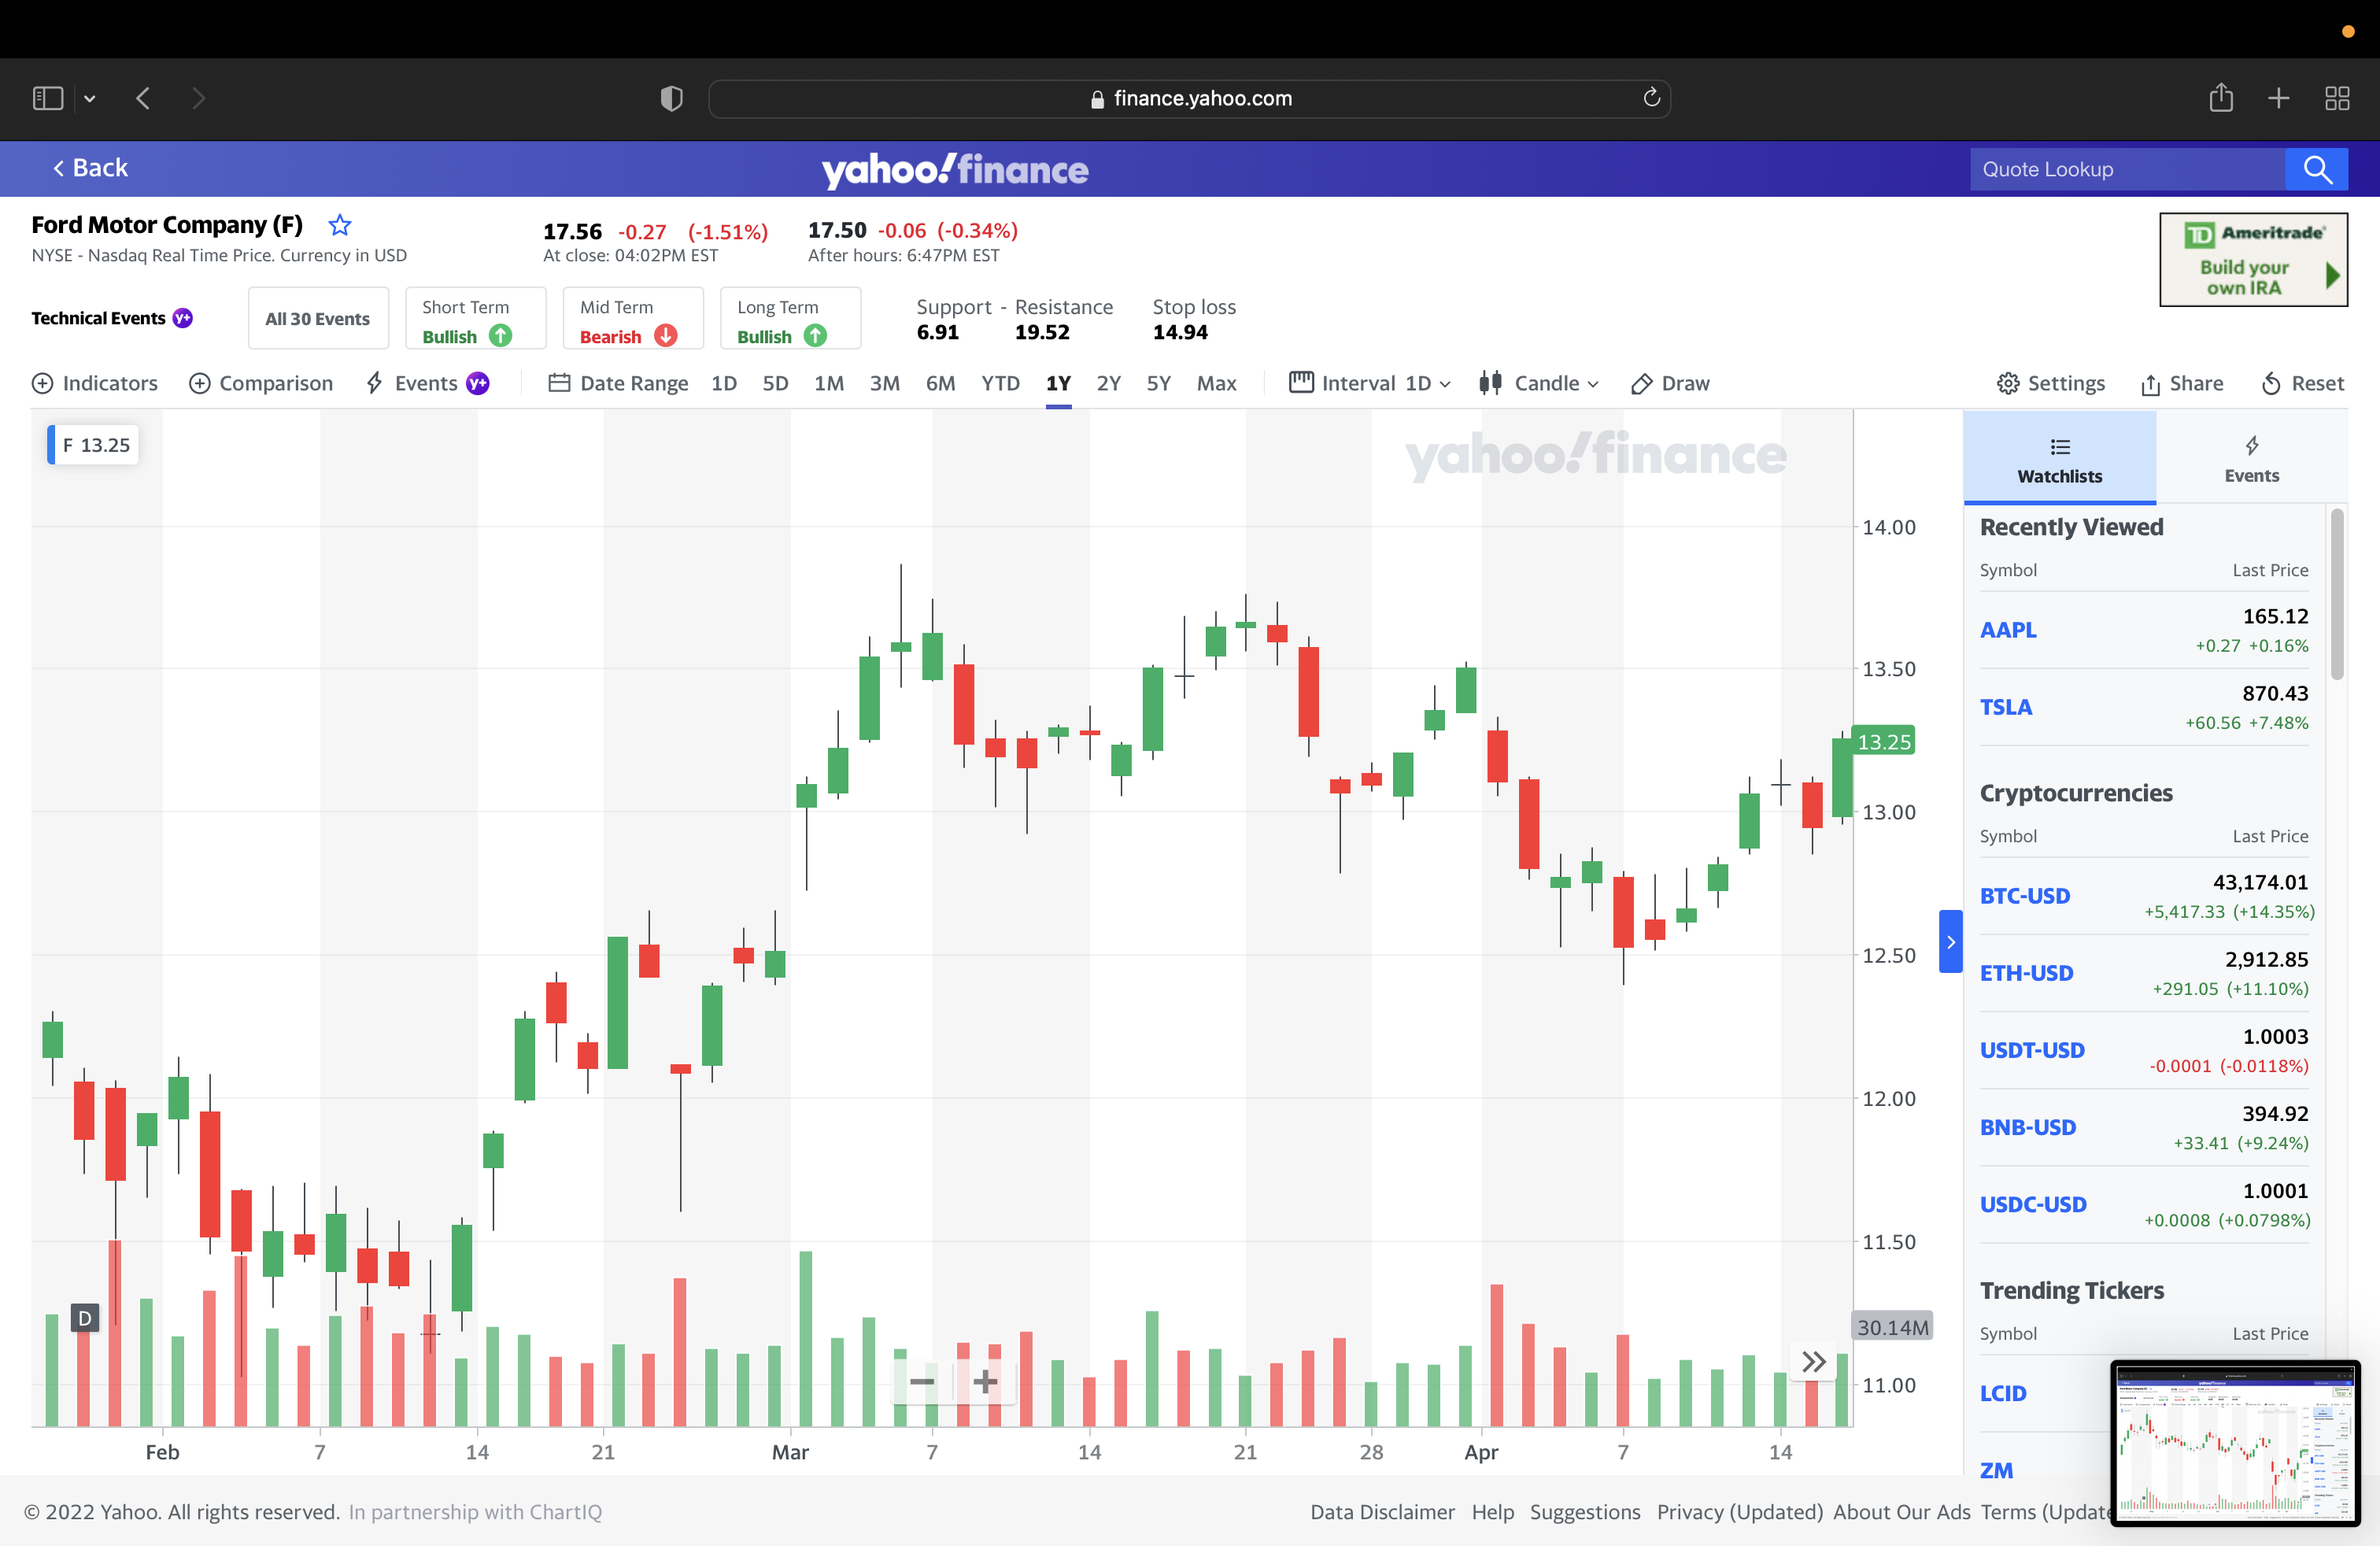 finance.yahoo.com
Back
yahoo!finance
Quote Lookup
Ford Motor Company (F)
NYSE - Nasdaq Real Time Price. Currency in USD
17.56 -0.27 (-1.51%)
At close: 04:02PM EST
17.50 -0.06 (-0.34%)
After hours: 6:47PM EST
TD Ameritrade
Build your
own IRA
Technical Events y+
All 30 Events
Short Term
Bullish
Mid Term
Bearish
Long Term
Bullish
Support - Resistance
6.91 19.52
Stop loss
14.94
Indicators Comparison Events y+ Date Range 1D 5D 1M 3M 6M YTD 1Y 2Y 5Y Max Interval 1D Candle Draw Settings Share Reset
F 13.25
yahoo!finance
14.00
13.50
13.25
13.00
12.50
12.00
11.50
30.14M
11.00
D
Feb 7 14 21 Mar 7 14 21 28 Apr 7 14
Watchlists
Events
Recently Viewed
Symbol Last Price
AAPL 165.12
+0.27 +0.16%
TSLA 870.43
+60.56 +7.48%
Cryptocurrencies
Symbol Last Price
BTC-USD 43,174.01
+5,417.33 (+14.35%)
ETH-USD 2,912.85
+291.05 (+11.10%)
USDT-USD 1.0003
-0.0001 (-0.0118%)
BNB-USD 394.92
+33.41 (+9.24%)
USDC-USD 1.0001
+0.0008 (+0.0798%)
Trending Tickers
Symbol Last Price
LCID
ZM
© 2022 Yahoo. All rights reserved. In partnership with ChartIQ
Data Disclaimer Help Suggestions Privacy (Updated) About Our Ads Terms (Update